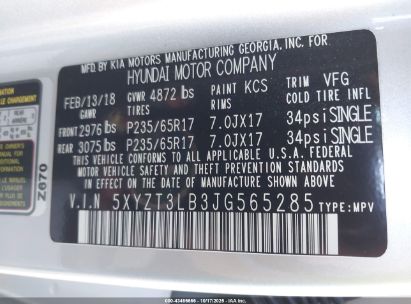 MFD. BY KIA MOTORS MANUFACTURING GEORGIA, INC. FOR
HYUNDAI MOTOR COMPANY
FEB/13/18 GVWR 4872 lbs PAINT KCS TRIM VFG
GAWR TIRES RIMS COLD TIRE INFL
FRONT 2976 lbs P235/65R17 7.0JX17 34psi SINGLE
REAR 3075 lbs P235/65R17 7.0JX17 34psi SINGLE
THIS VEHICLE CONFORMS TO ALL APPLICABLE FEDERAL MOTOR VEHICLE
SAFETY, BUMPER, AND THEFT PREVENTION STANDARDS IN EFFECT ON THE
DATE OF MANUFACTURE SHOWN ABOVE.
V.I.N 5XYZT3LB3JG565285 TYPE: MPV
Z670